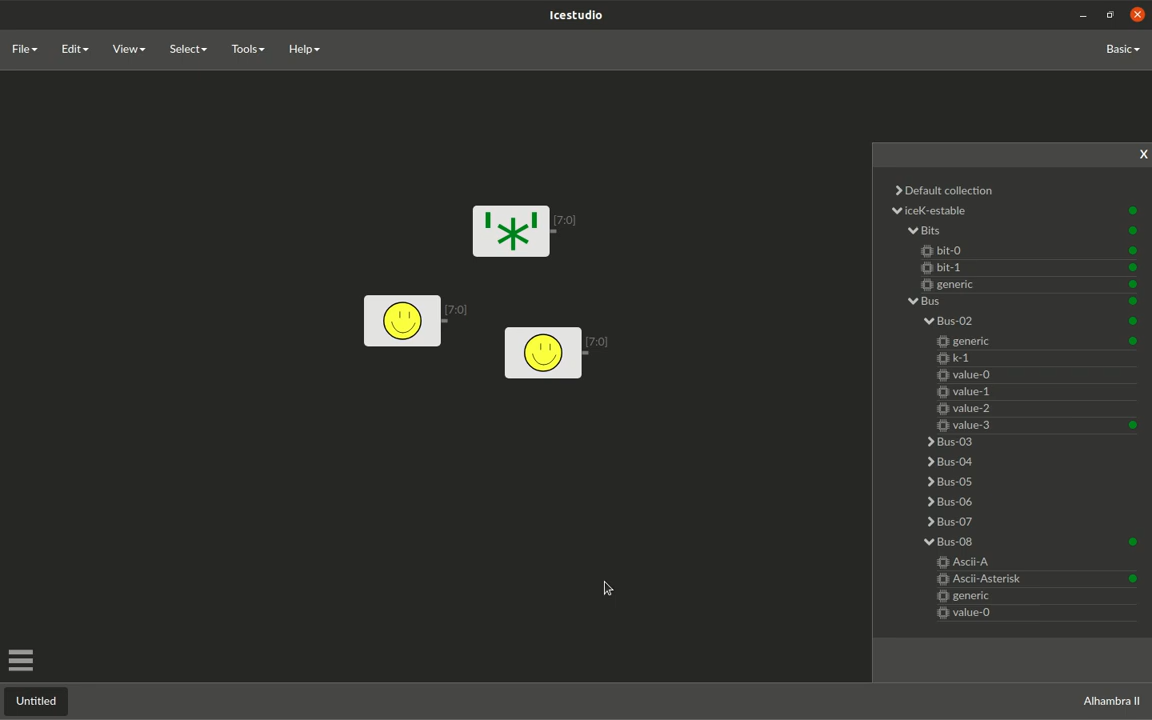 Icestudio
File Edit View Select Tools Help Basic
X
Default collection
iceK-estable
Bits
bit-0
bit-1
generic
Bus
Bus-02
generic
k-1
value-0
value-1
value-2
value-3
Bus-03
Bus-04
Bus-05
Bus-06
Bus-07
Bus-08
Ascii-A
Ascii-Asterisk
generic
value-0
'*' [7:0]
[7:0]
[7:0]
Untitled Alhambra II